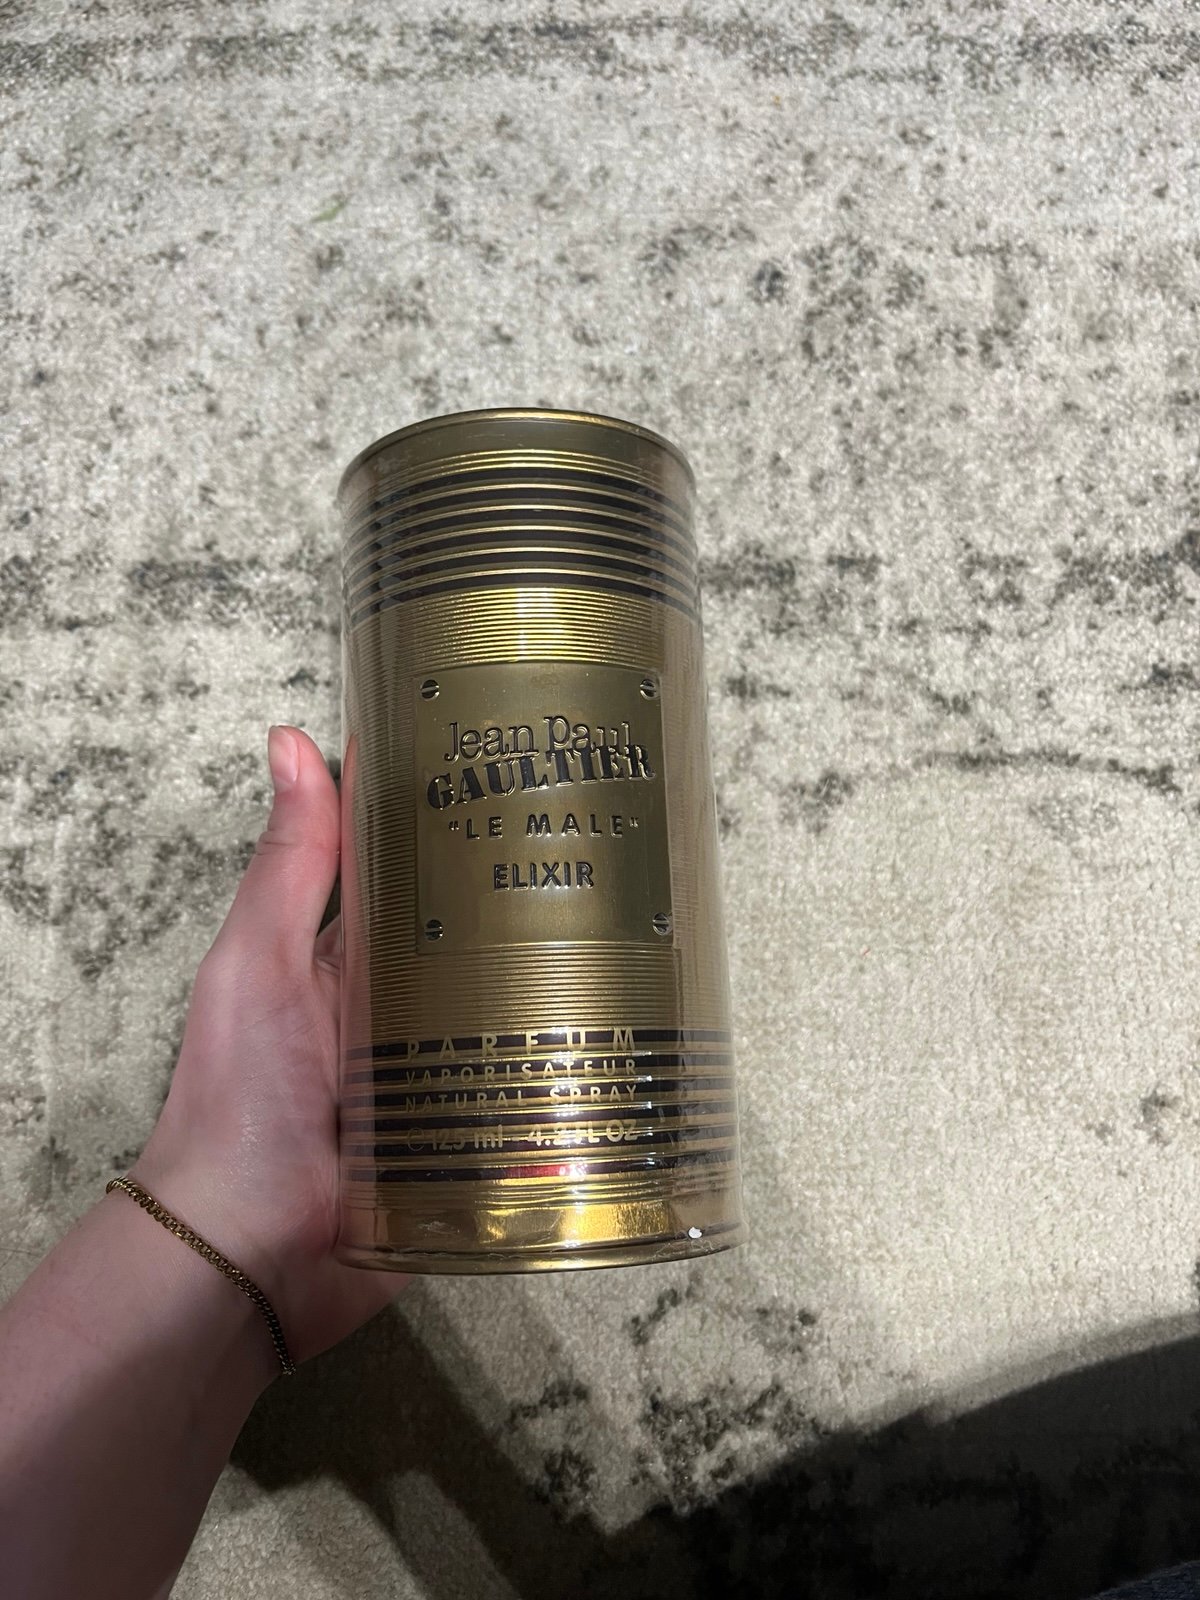 Jean Paul
GAULTIER
"LE MALE"
ELIXIR
PARFUM
VAPORISATEUR
NATURAL SPRAY
℮ 125 ml - 4.2 FL OZ